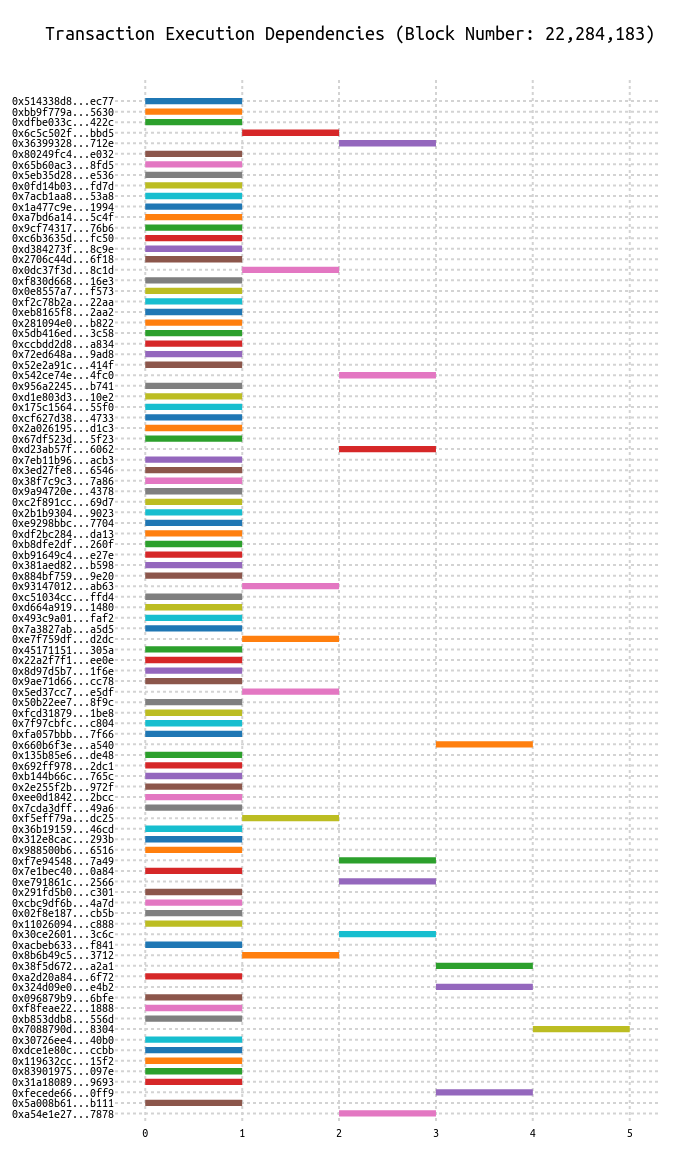 Transaction Execution Dependencies (Block Number: 22,284,183)
0x514338d8...ec77
0xbb9f779a...5630
0xdfbe033c...422c
0x6c5c502f...bbd5
0x36399328...712e
0x80249fc4...e032
0x65b60ac3...8fd5
0x5eb35d28...e536
0x0fd14b03...fd7d
0x7acb1aa8...53a8
0x1a477c9e...1994
0xa7bd6a14...5c4f
0x9cf74317...76b6
0xc6b3635d...fc50
0xd384273f...8c9e
0x2706c44d...6f18
0x0dc37f3d...8c1d
0xf830d668...16e3
0x0e8557a7...f573
0xf2c78b2a...22aa
0xeb8165f8...2aa2
0x281094e0...b822
0x5db416ed...3c58
0xccbdd2d8...a834
0x72ed648a...9ad8
0x52e2a91c...414f
0x542ce74e...4fc0
0x956a2245...b741
0xd1e803d3...10e2
0x175c1564...55f0
0xcf627d38...4733
0x2a026195...d1c3
0x67df523d...5f23
0xd23ab57f...6062
0x7eb11b96...acb3
0x3ed27fe8...6546
0x38f7c9c3...7a86
0x9a94720e...4378
0xc2f891cc...69d7
0x2b1b9304...9023
0xe9298bbc...7704
0xdf2bc284...da13
0xb8dfe2df...260f
0xb91649c4...e27e
0x381aed82...b598
0x884bf759...9e20
0x93147012...ab63
0xc51034cc...ffd4
0xd664a919...1480
0x493c9a01...faf2
0x7a3827ab...a5d5
0xe7f759df...d2dc
0x45171151...305a
0x22a2f7f1...ee0e
0x8d97d5b7...1f6e
0x9ae71d66...cc78
0x5ed37cc7...e5df
0x50b22ee7...8f9c
0xfcd31879...1be8
0x7f97cbfc...c804
0xfa057bbb...7f66
0x660b6f3e...a540
0x135b85e6...de48
0x692ff978...2dc1
0xb144b66c...765c
0x2e255f2b...972f
0xee0d1842...2bcc
0x7cda3dff...49a6
0xf5eff79a...dc25
0x36b19159...46cd
0x312e8cac...293b
0x988500b6...6516
0xf7e94548...7a49
0x7e1bec40...0a84
0xe791861c...2566
0x291fd5b0...c301
0xcbc9df6b...4a7d
0x02f8e187...cb5b
0x11026094...c888
0x30ce2601...3c6c
0xacbeb633...f841
0x8b6b49c5...3712
0x38f5d672...a2a1
0xa2d20a84...6f72
0x324d09e0...e4b2
0x096879b9...6bfe
0xf8feae22...1888
0xb853ddb8...556d
0x7088790d...8304
0x30726ee4...40b0
0xdce1e80c...ccbb
0x119632cc...15f2
0x83901975...097e
0x31a18089...9693
0xfecede66...0ff9
0x5a008b61...b111
0xa54e1e27...7878
0 1 2 3 4 5